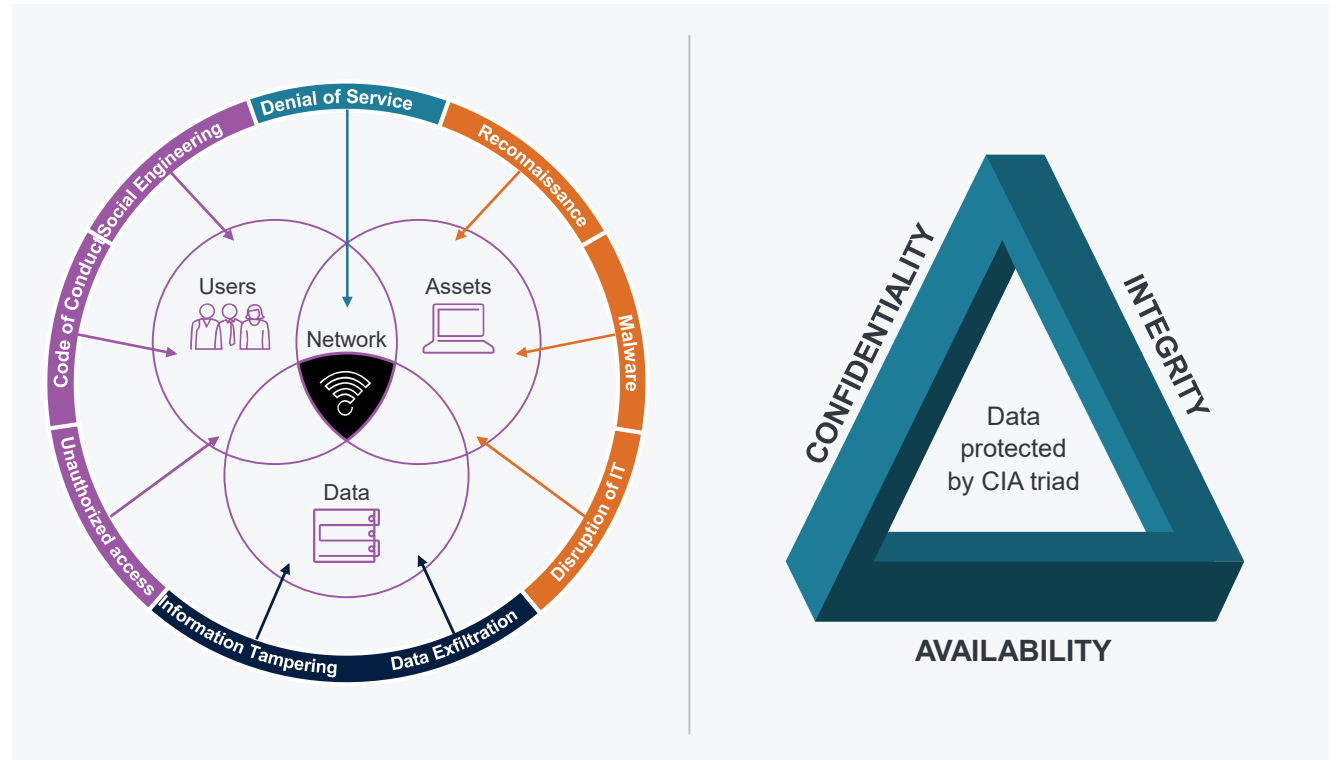 Denial of Service
Reconnaissance
Malware
Disruption of IT
Data Exfiltration
Information Tampering
Unauthorized access
Code of Conduct
Social Engineering
Users
Assets
Network
Data
CONFIDENTIALITY
INTEGRITY
Data
protected
by CIA triad
AVAILABILITY